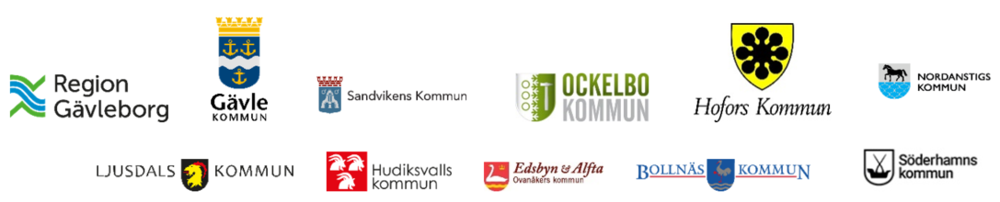 Region
Gävleborg
Gävle
KOMMUN
Sandvikens Kommun
OCKELBO
KOMMUN
Hofors Kommun
NORDANSTIGS
KOMMUN
LJUSDALS KOMMUN
Hudiksvalls
kommun
Edsbyn & Alfta
Ovanåkers kommun
BOLLNÄS KOMMUN
Söderhamns
kommun